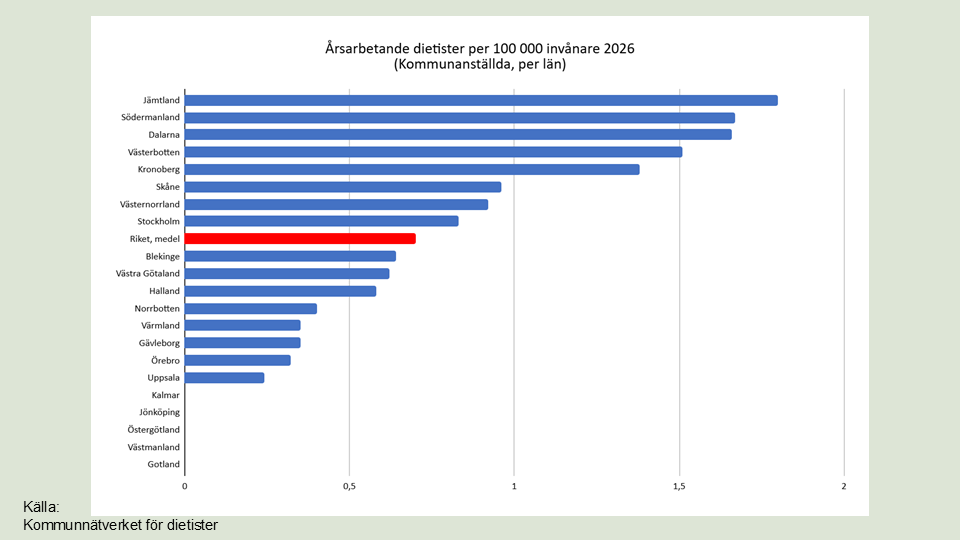 Årsarbetande dietister per 100 000 invånare 2026
(Kommunanställda, per län)
Jämtland
Södermanland
Dalarna
Västerbotten
Kronoberg
Skåne
Västernorrland
Stockholm
Riket, medel
Blekinge
Västra Götaland
Halland
Norrbotten
Värmland
Gävleborg
Örebro
Uppsala
Kalmar
Jönköping
Östergötland
Västmanland
Gotland
0 0,5 1 1,5 2
Källa:
Kommunnätverket för dietister